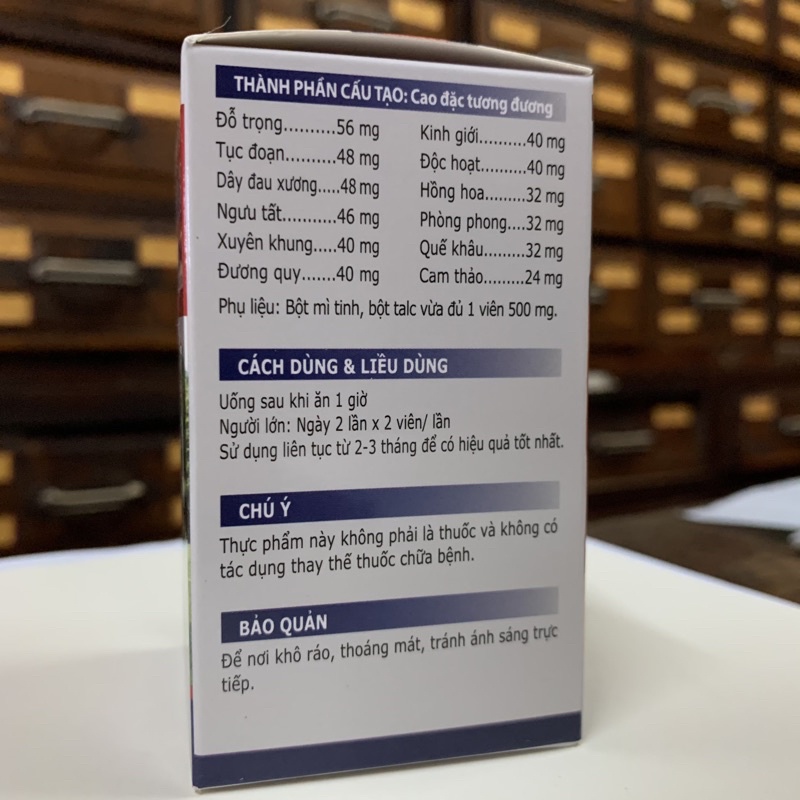 THÀNH PHẦN CẤU TẠO: Cao đặc tương đương
Đỗ trọng..........56 mg
Tục đoạn..........48 mg
Dây đau xương.....48 mg
Ngưu tất..........46 mg
Xuyên khung.....40 mg
Đương quy.......40 mg
Kinh giới..........40 mg
Độc hoạt..........40 mg
Hồng hoa.........32 mg
Phòng phong....32 mg
Quế khâu.........32 mg
Cam thảo.........24 mg
Phụ liệu: Bột mì tinh, bột talc vừa đủ 1 viên 500 mg.
CÁCH DÙNG & LIỀU DÙNG
Uống sau khi ăn 1 giờ
Người lớn: Ngày 2 lần x 2 viên/ lần
Sử dụng liên tục từ 2-3 tháng để có hiệu quả tốt nhất.
CHÚ Ý
Thực phẩm này không phải là thuốc và không có
tác dụng thay thế thuốc chữa bệnh.
BẢO QUẢN
Để nơi khô ráo, thoáng mát, tránh ánh sáng trực
tiếp.